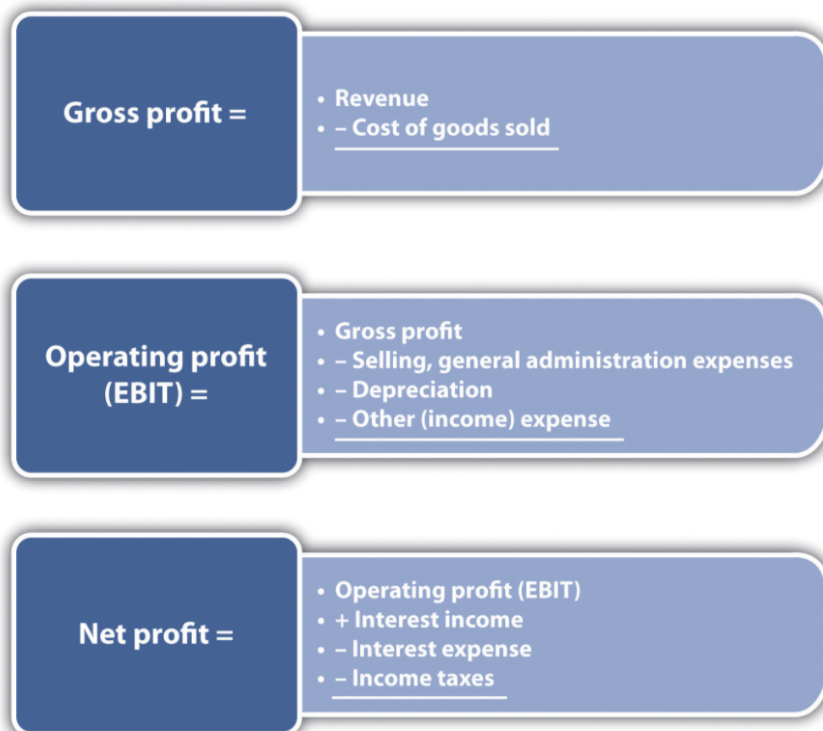 Gross profit =
• Revenue
• – Cost of goods sold
Operating profit
(EBIT) =
• Gross profit
• – Selling, general administration expenses
• – Depreciation
• – Other (income) expense
Net profit =
• Operating profit (EBIT)
• + Interest income
• – Interest expense
• – Income taxes